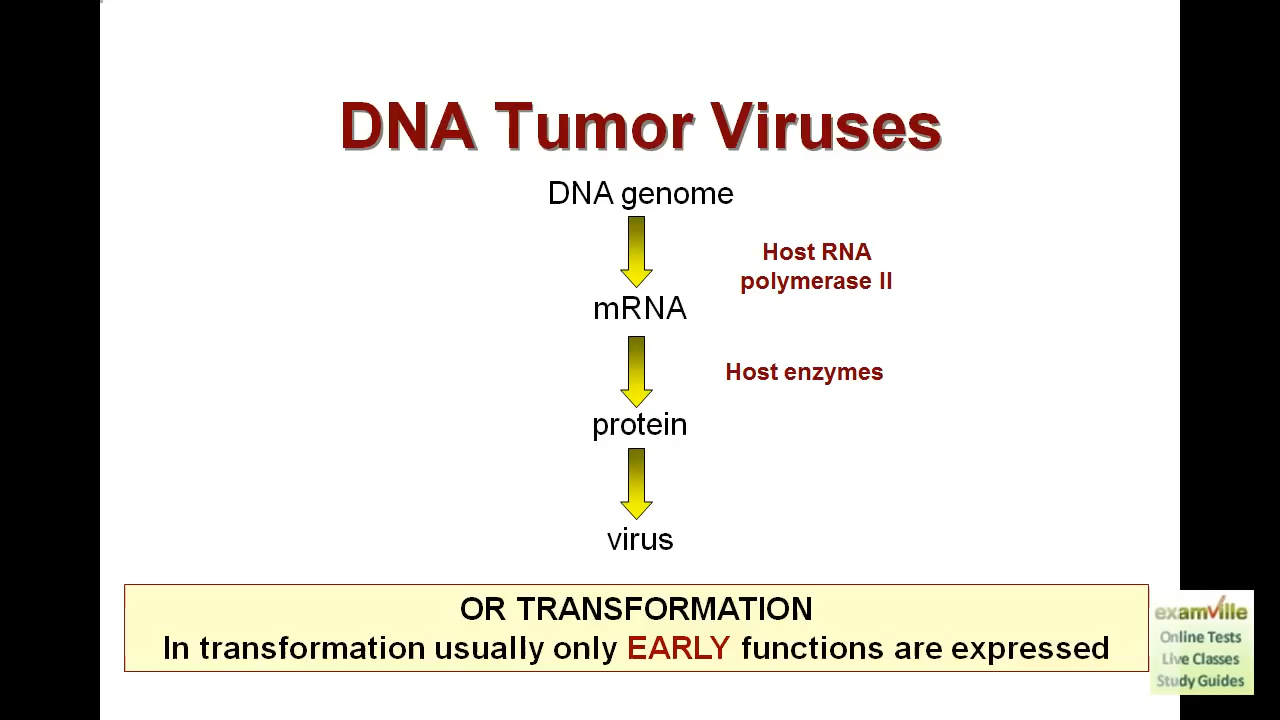 DNA Tumor Viruses
DNA genome
Host RNA
polymerase II
mRNA
Host enzymes
protein
virus
OR TRANSFORMATION
In transformation usually only EARLY functions are expressed
examville
Online Tests
Live Classes
Study Guides